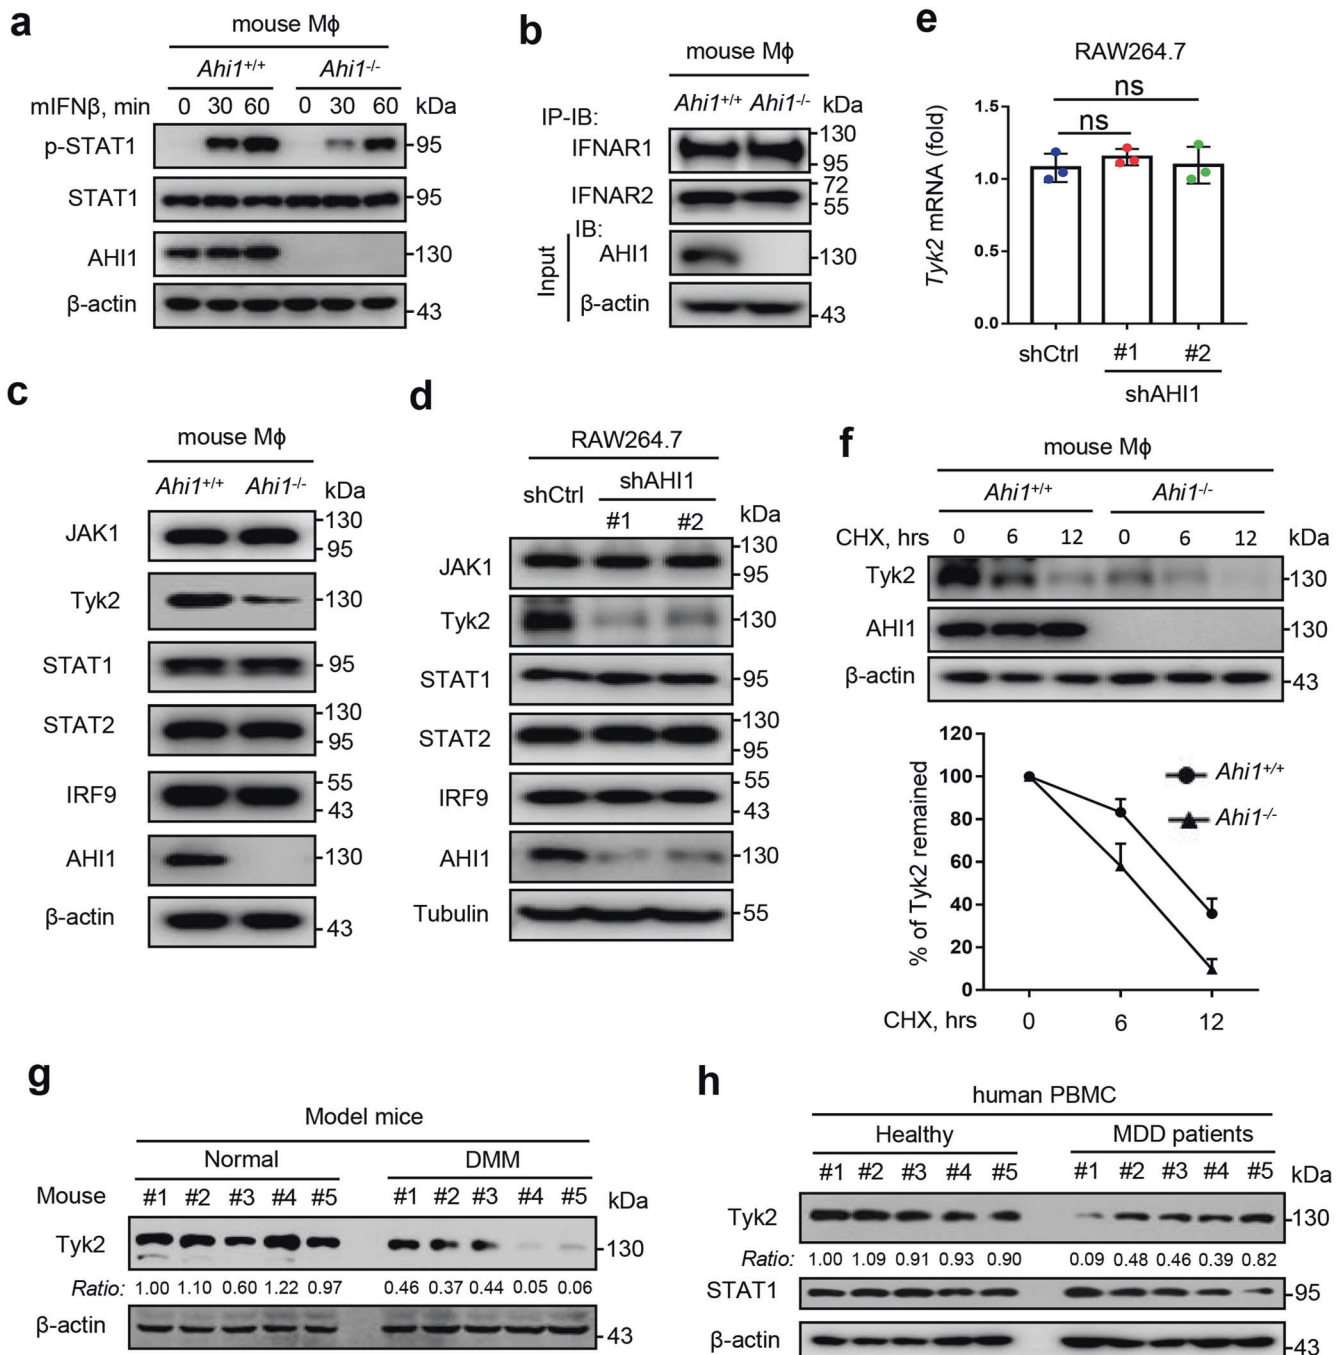 a
mouse Mϕ
Ahi1+/+ Ahi1-/-
mIFNβ, min 0 30 60 0 30 60 kDa
p-STAT1 95
STAT1 95
AHI1 130
β-actin 43
b
mouse Mϕ
Ahi1+/+ Ahi1-/- kDa
IP-IB:
IFNAR1 130
95
IFNAR2 72
55
IB:
Input
AHI1 130
β-actin 43
e
RAW264.7
ns
ns
Tyk2 mRNA (fold)
1.5
1.0
0.5
0.0
shCtrl #1 #2
shAHI1
c
mouse Mϕ
Ahi1+/+ Ahi1-/- kDa
JAK1 130
95
Tyk2 130
STAT1 95
STAT2 130
95
IRF9 55
43
AHI1 130
β-actin 43
d
RAW264.7
shCtrl shAHI1
#1 #2 kDa
JAK1 130
95
Tyk2 130
STAT1 95
STAT2 130
95
IRF9 55
43
AHI1 130
Tubulin 55
f
mouse Mϕ
Ahi1+/+ Ahi1-/-
CHX, hrs 0 6 12 0 6 12 kDa
Tyk2 130
AHI1 130
β-actin 43
% of Tyk2 remained
120
100
80
60
40
20
0
Ahi1+/+
Ahi1-/-
CHX, hrs 0 6 12
g
Model mice
Normal DMM
Mouse #1 #2 #3 #4 #5 #1 #2 #3 #4 #5 kDa
Tyk2 130
Ratio: 1.00 1.10 0.60 1.22 0.97 0.46 0.37 0.44 0.05 0.06
β-actin 43
h
human PBMC
Healthy MDD patients
#1 #2 #3 #4 #5 #1 #2 #3 #4 #5 kDa
Tyk2 130
Ratio: 1.00 1.09 0.91 0.93 0.90 0.09 0.48 0.46 0.39 0.82
STAT1 95
β-actin 43